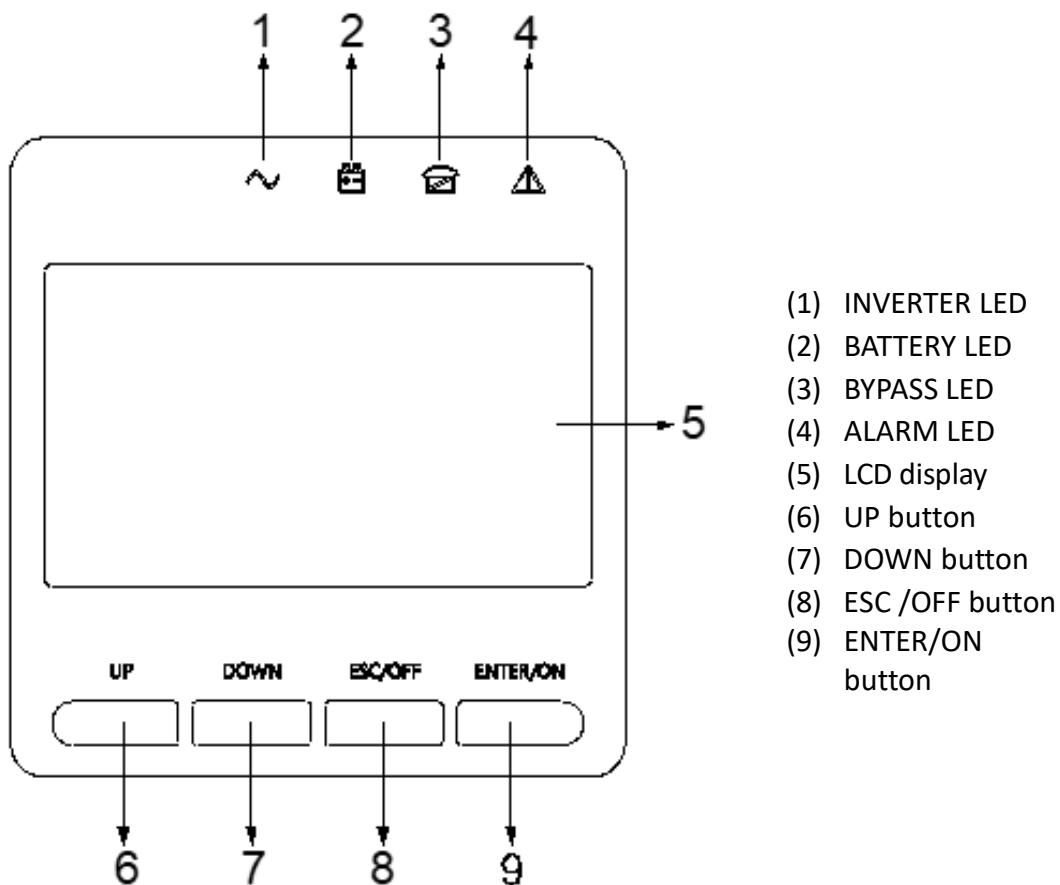 1 2 3 4
5
UP DOWN ESC/OFF ENTER/ON
6 7 8 9
(1) INVERTER LED
(2) BATTERY LED
(3) BYPASS LED
(4) ALARM LED
(5) LCD display
(6) UP button
(7) DOWN button
(8) ESC /OFF button
(9) ENTER/ON
button